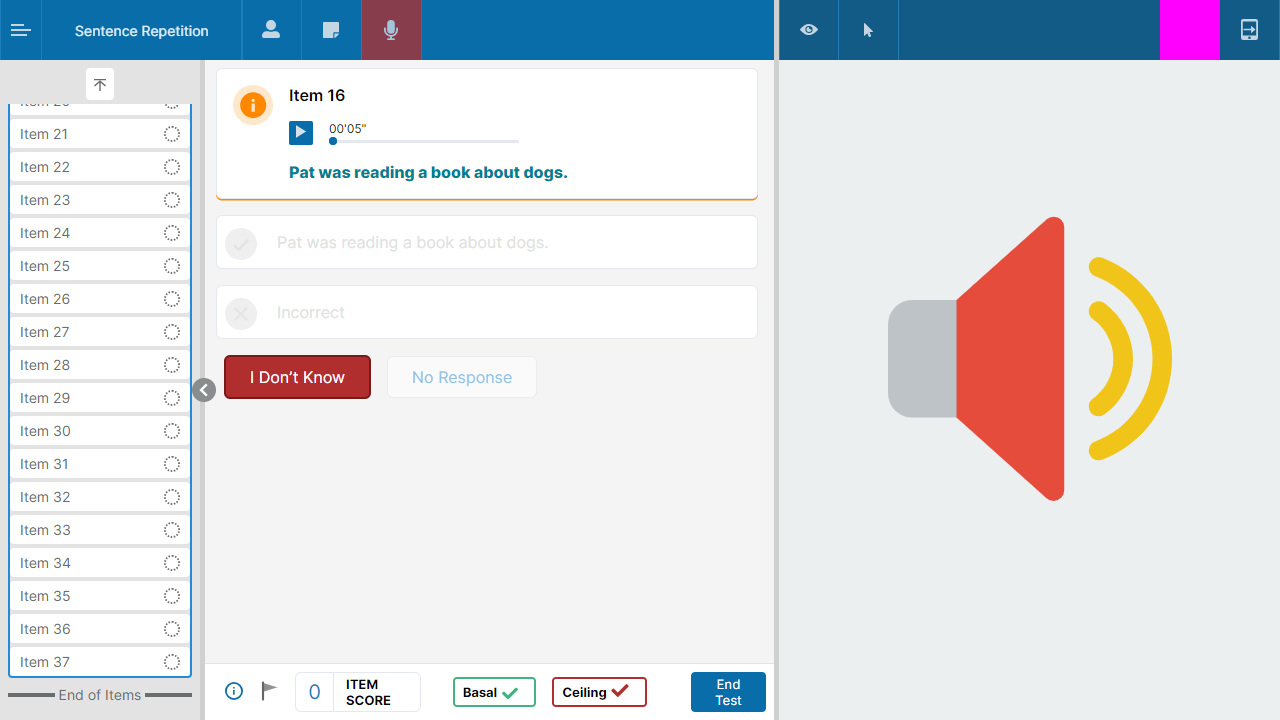 Sentence Repetition
Item 21
Item 22
Item 23
Item 24
Item 25
Item 26
Item 27
Item 28
Item 29
Item 30
Item 31
Item 32
Item 33
Item 34
Item 35
Item 36
Item 37
End of Items
Item 16
00'05"
Pat was reading a book about dogs.
Pat was reading a book about dogs.
Incorrect
I Don’t Know
No Response
0
ITEM
SCORE
Basal
Ceiling
End
Test